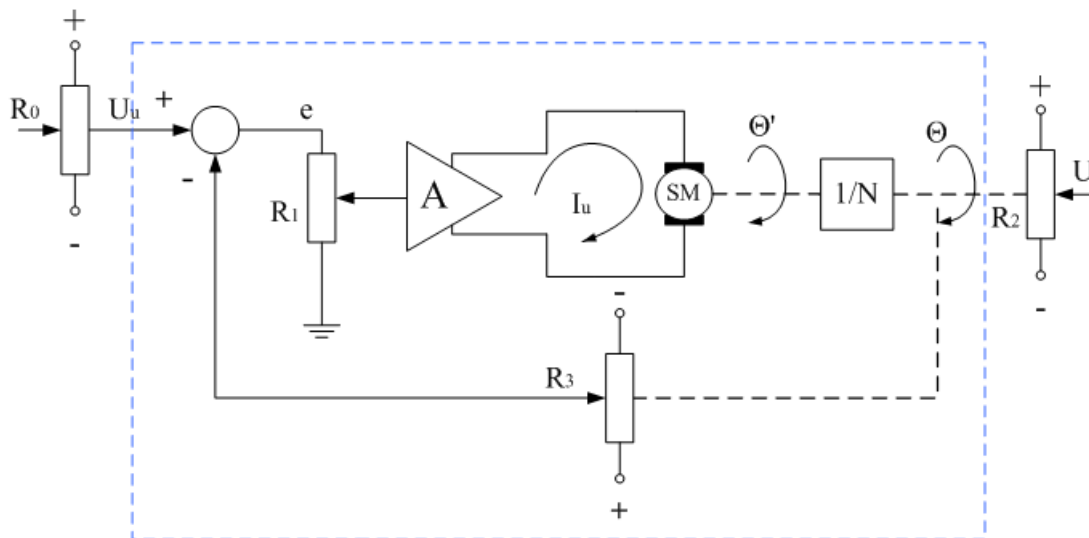 +
R₀
Uᵤ
+
-
-
e
R₁
A
Iᵤ
SM
Θ'
1/N
Θ
+
R₂
U
-
-
R₃
+